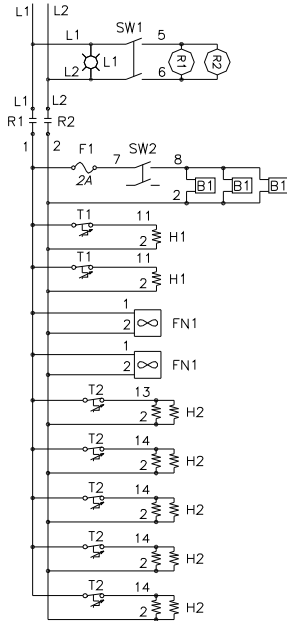 L1 L2
SW1
L1 5
L1 R1 R2
L2 6
L1 L2
R1 R2
1 2
F1 7 SW2 8
2A
B1 B1 B1
2
T1 11
2 H1
T1 11
2 H1
1
2 FN1
1
2 FN1
T2 13
2 H2
T2 14
2 H2
T2 14
2 H2
T2 14
2 H2
T2 14
2 H2